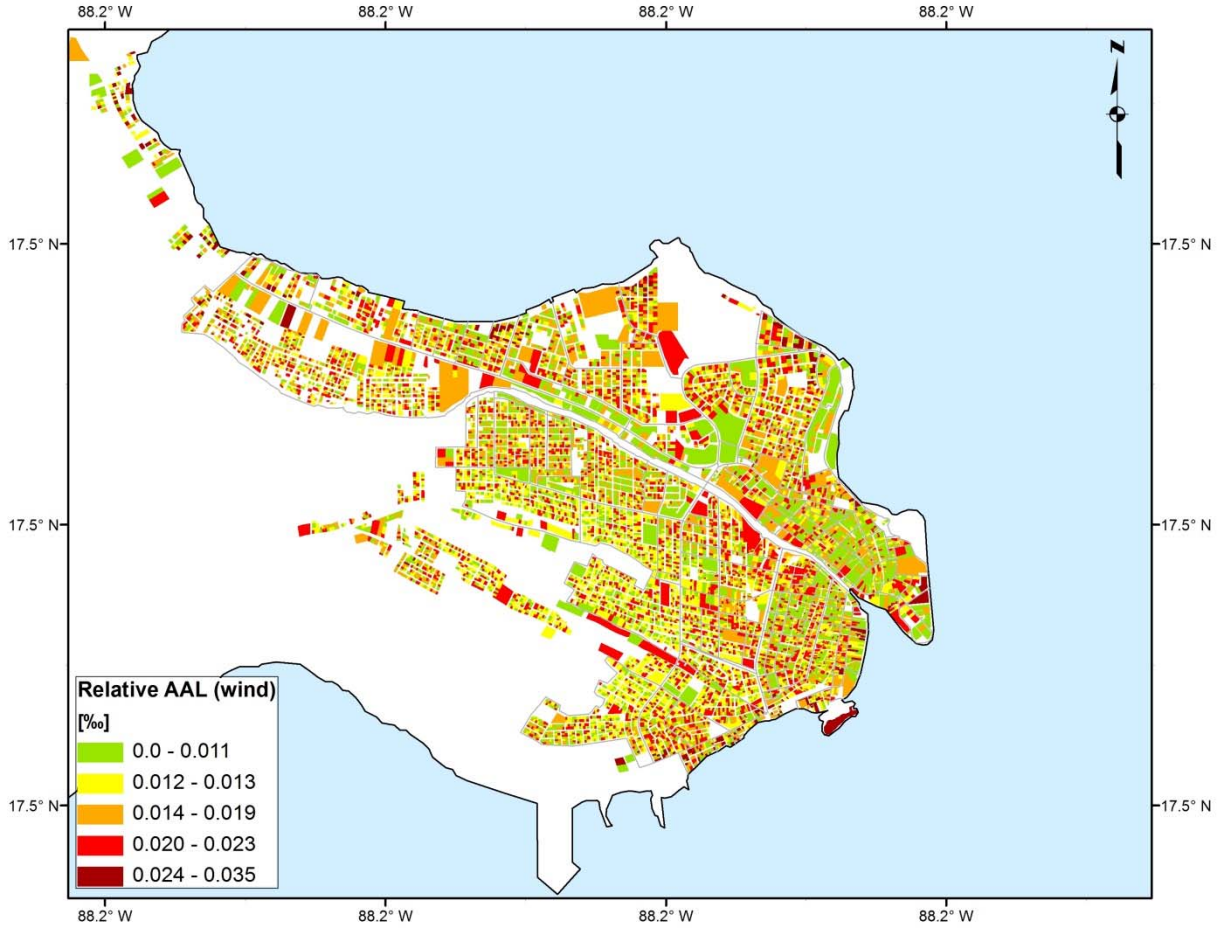 88.2° W 88.2° W 88.2° W 88.2° W
N
17.5° N 17.5° N
17.5° N 17.5° N
17.5° N 17.5° N
Relative AAL (wind)
[‰]
0.0 - 0.011
0.012 - 0.013
0.014 - 0.019
0.020 - 0.023
0.024 - 0.035
88.2° W 88.2° W 88.2° W 88.2° W